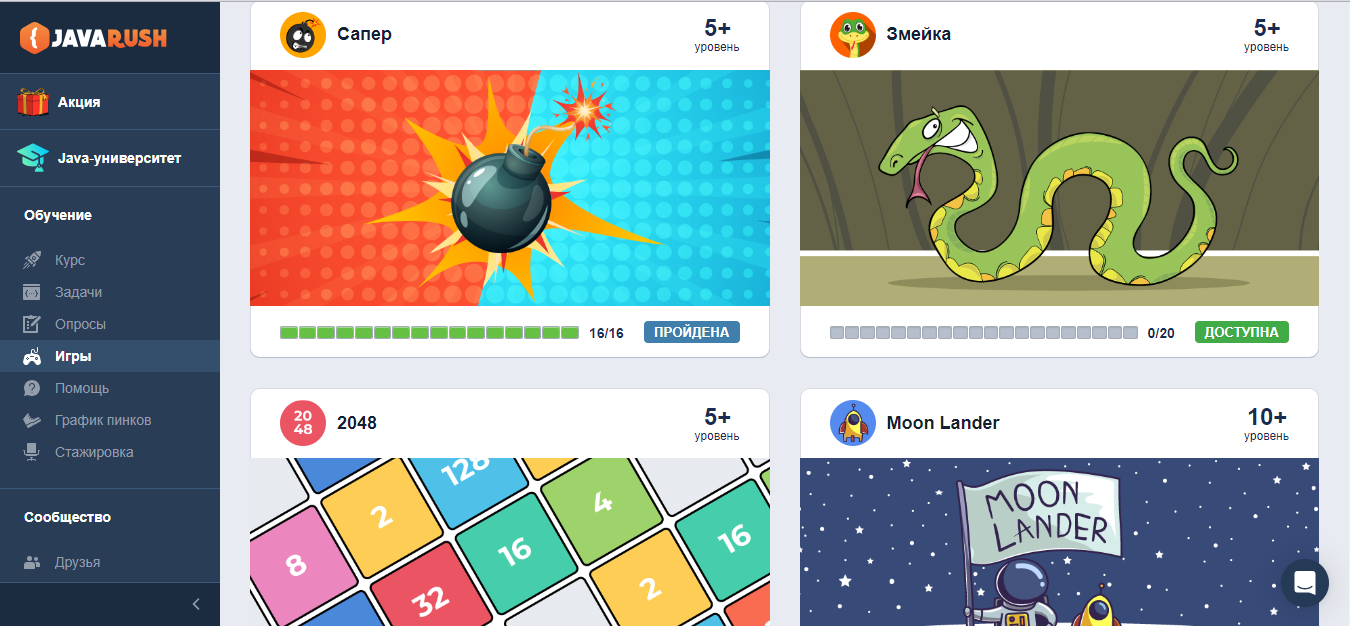 JAVARUSH
Акция
Java-университет
Обучение
Курс
Задачи
Опросы
Игры
Помощь
График пинков
Стажировка
Сообщество
Друзья
Сапер
5+
уровень
16/16
ПРОЙДЕНА
Змейка
5+
уровень
0/20
ДОСТУПНА
20
48
2048
5+
уровень
128
2
4
8
16
16
32
2
Moon Lander
10+
уровень
MOON
LANDER